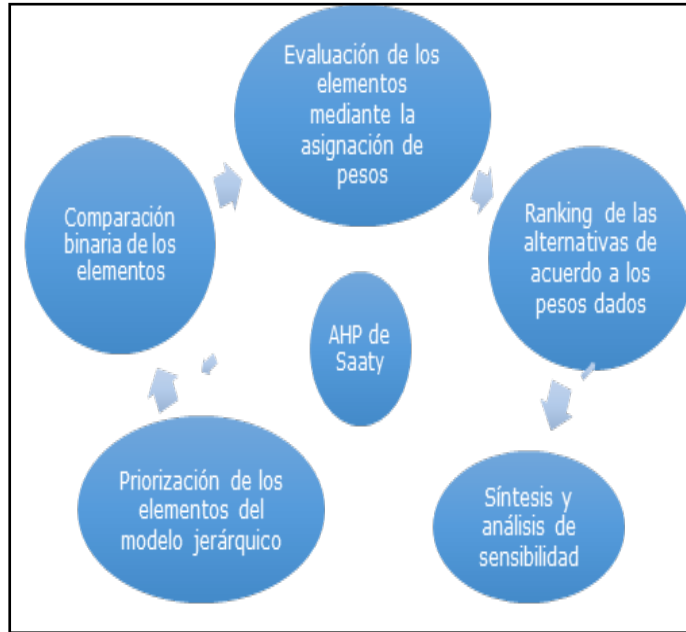 Evaluación de los
elementos
mediante la
asignación de
pesos
Comparación
binaria de los
elementos
Ranking de las
alternativas de
acuerdo a los
pesos dados
AHP de
Saaty
Priorización de los
elementos del
modelo jerárquico
Síntesis y
análisis de
sensibilidad